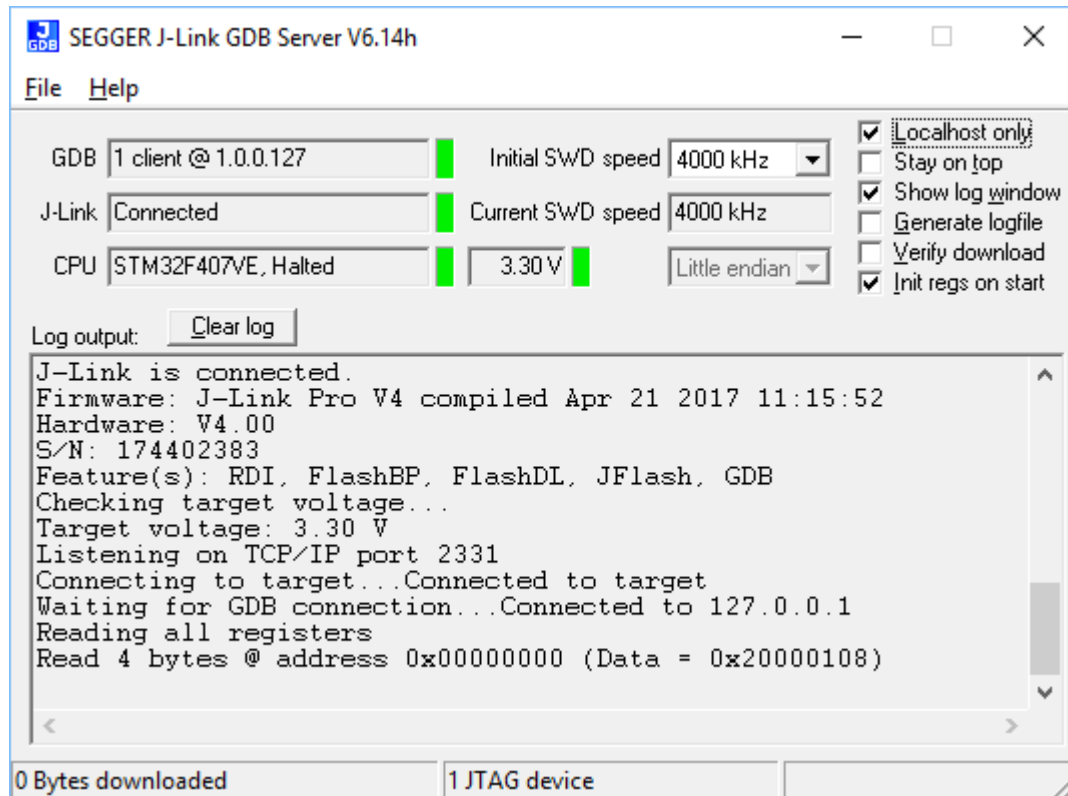 J
GDB
SEGGER J-Link GDB Server V6.14h
File Help
GDB 1 client @ 1.0.0.127 Initial SWD speed 4000 kHz
J-Link Connected Current SWD speed 4000 kHz
CPU STM32F407VE, Halted 3.30 V Little endian
Localhost only
Stay on top
Show log window
Generate logfile
Verify download
Init regs on start
Log output: Clear log
J-Link is connected.
Firmware: J-Link Pro V4 compiled Apr 21 2017 11:15:52
Hardware: V4.00
S/N: 174402383
Feature(s): RDI, FlashBP, FlashDL, JFlash, GDB
Checking target voltage...
Target voltage: 3.30 V
Listening on TCP/IP port 2331
Connecting to target...Connected to target
Waiting for GDB connection...Connected to 127.0.0.1
Reading all registers
Read 4 bytes @ address 0x00000000 (Data = 0x20000108)
0 Bytes downloaded 1 JTAG device